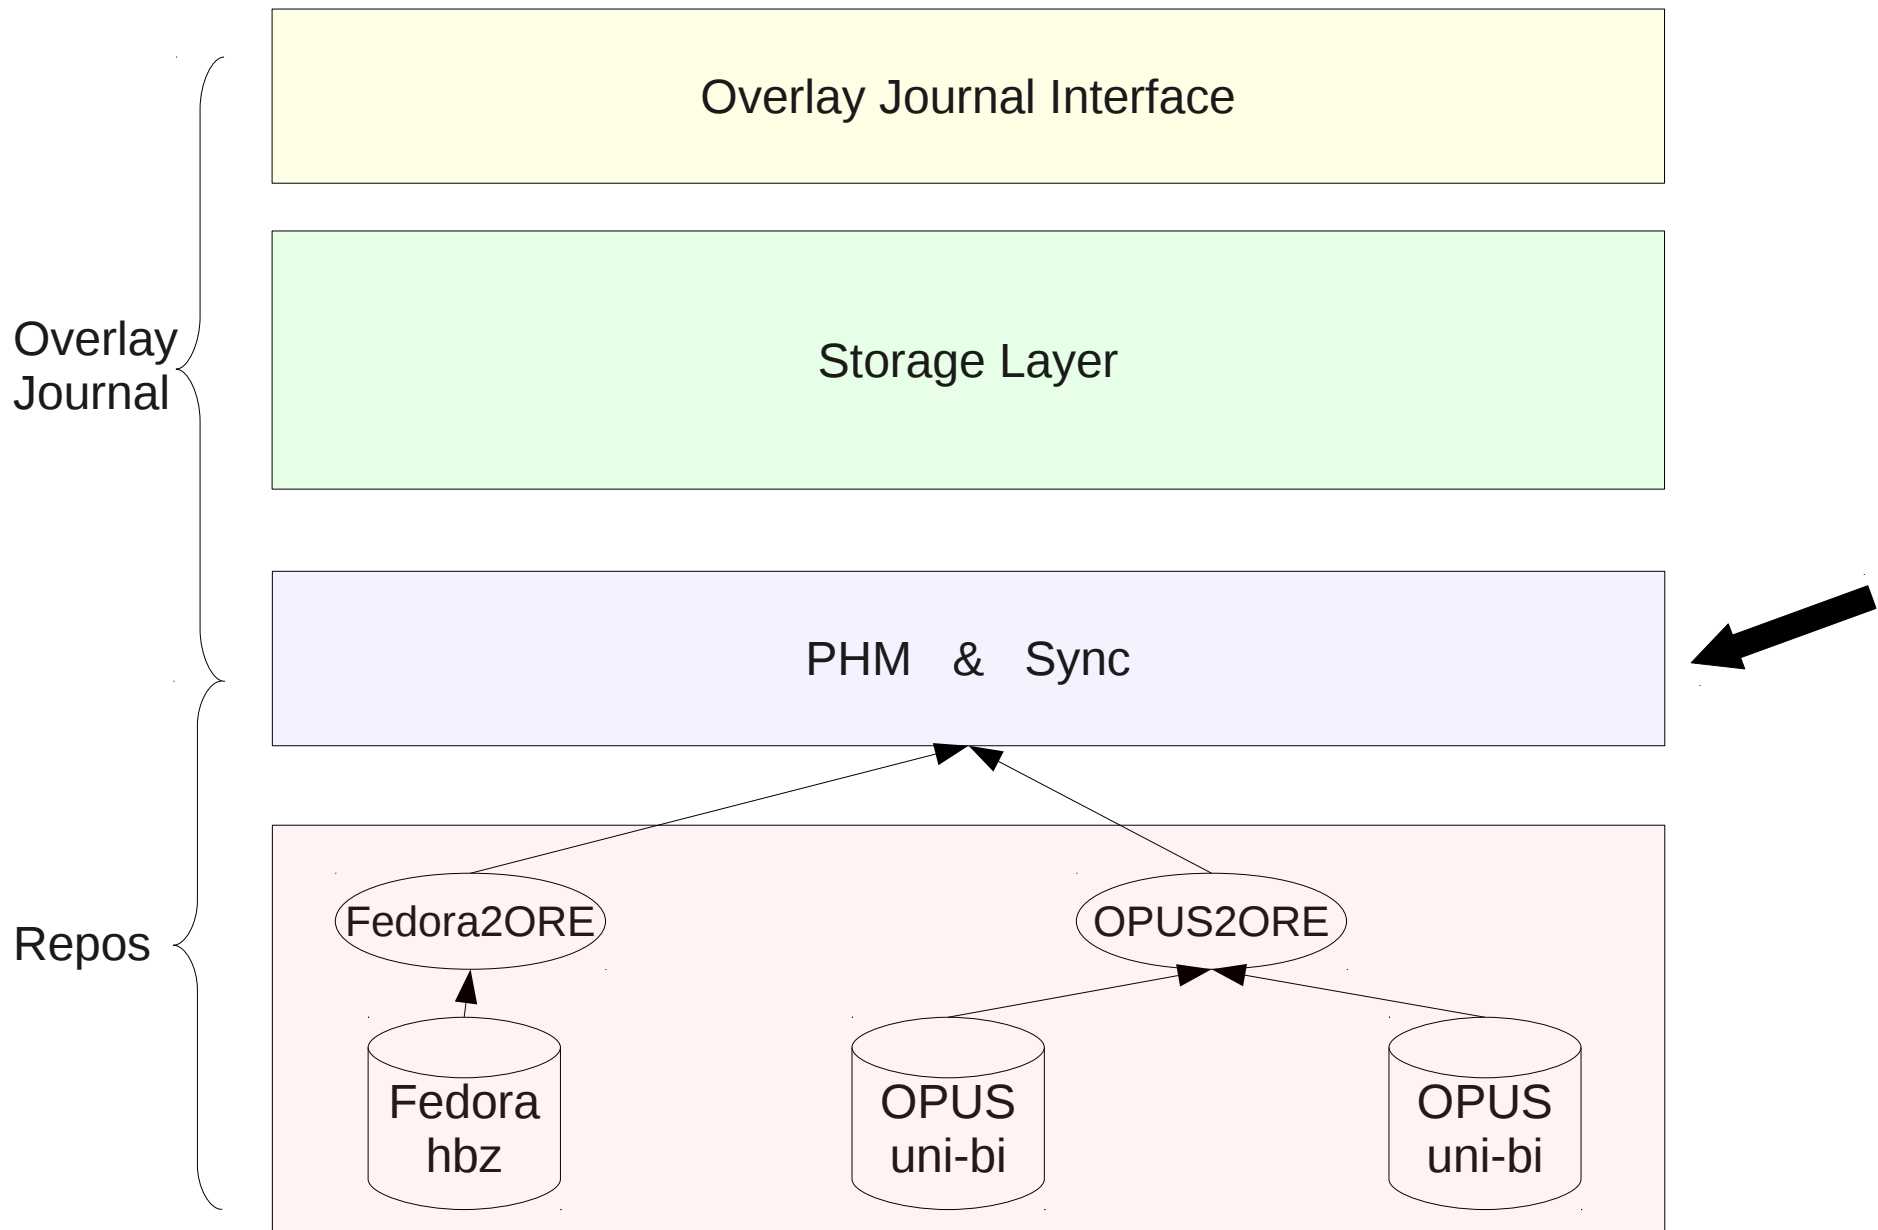 Overlay Journal Interface
Overlay
Journal
Storage Layer
PHM & Sync
Repos
Fedora2ORE
OPUS2ORE
Fedora
hbz
OPUS
uni-bi
OPUS
uni-bi